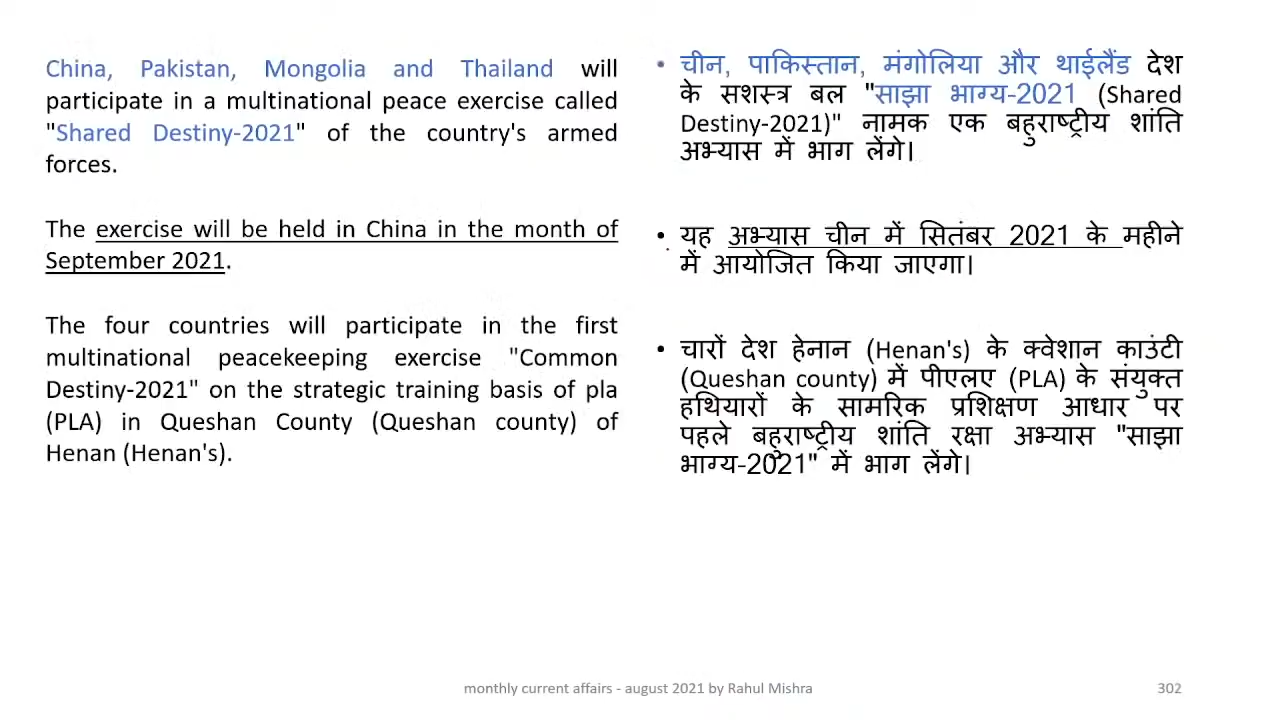 China, Pakistan, Mongolia and Thailand will
participate in a multinational peace exercise called
"Shared Destiny-2021" of the country's armed
forces.
The exercise will be held in China in the month of
September 2021.
The four countries will participate in the first
multinational peacekeeping exercise "Common
Destiny-2021" on the strategic training basis of pla
(PLA) in Queshan County (Queshan county) of
Henan (Henan's).
• चीन, पाकिस्तान, मंगोलिया और थाईलैंड देश
के सशस्त्र बल "साझा भाग्य-2021 (Shared
Destiny-2021)" नामक एक बहुराष्ट्रीय शांति
अभ्यास में भाग लेंगे।
• यह अभ्यास चीन में सितंबर 2021 के महीने
में आयोजित किया जाएगा।
• चारों देश हेनान (Henan's) के क्वेशान काउंटी
(Queshan county) में पीएलए (PLA) के संयुक्त
हथियारों के सामरिक प्रशिक्षण आधार पर
पहले बहुराष्ट्रीय शांति रक्षा अभ्यास "साझा
भाग्य-2021" में भाग लेंगे।
monthly current affairs - august 2021 by Rahul Mishra
302